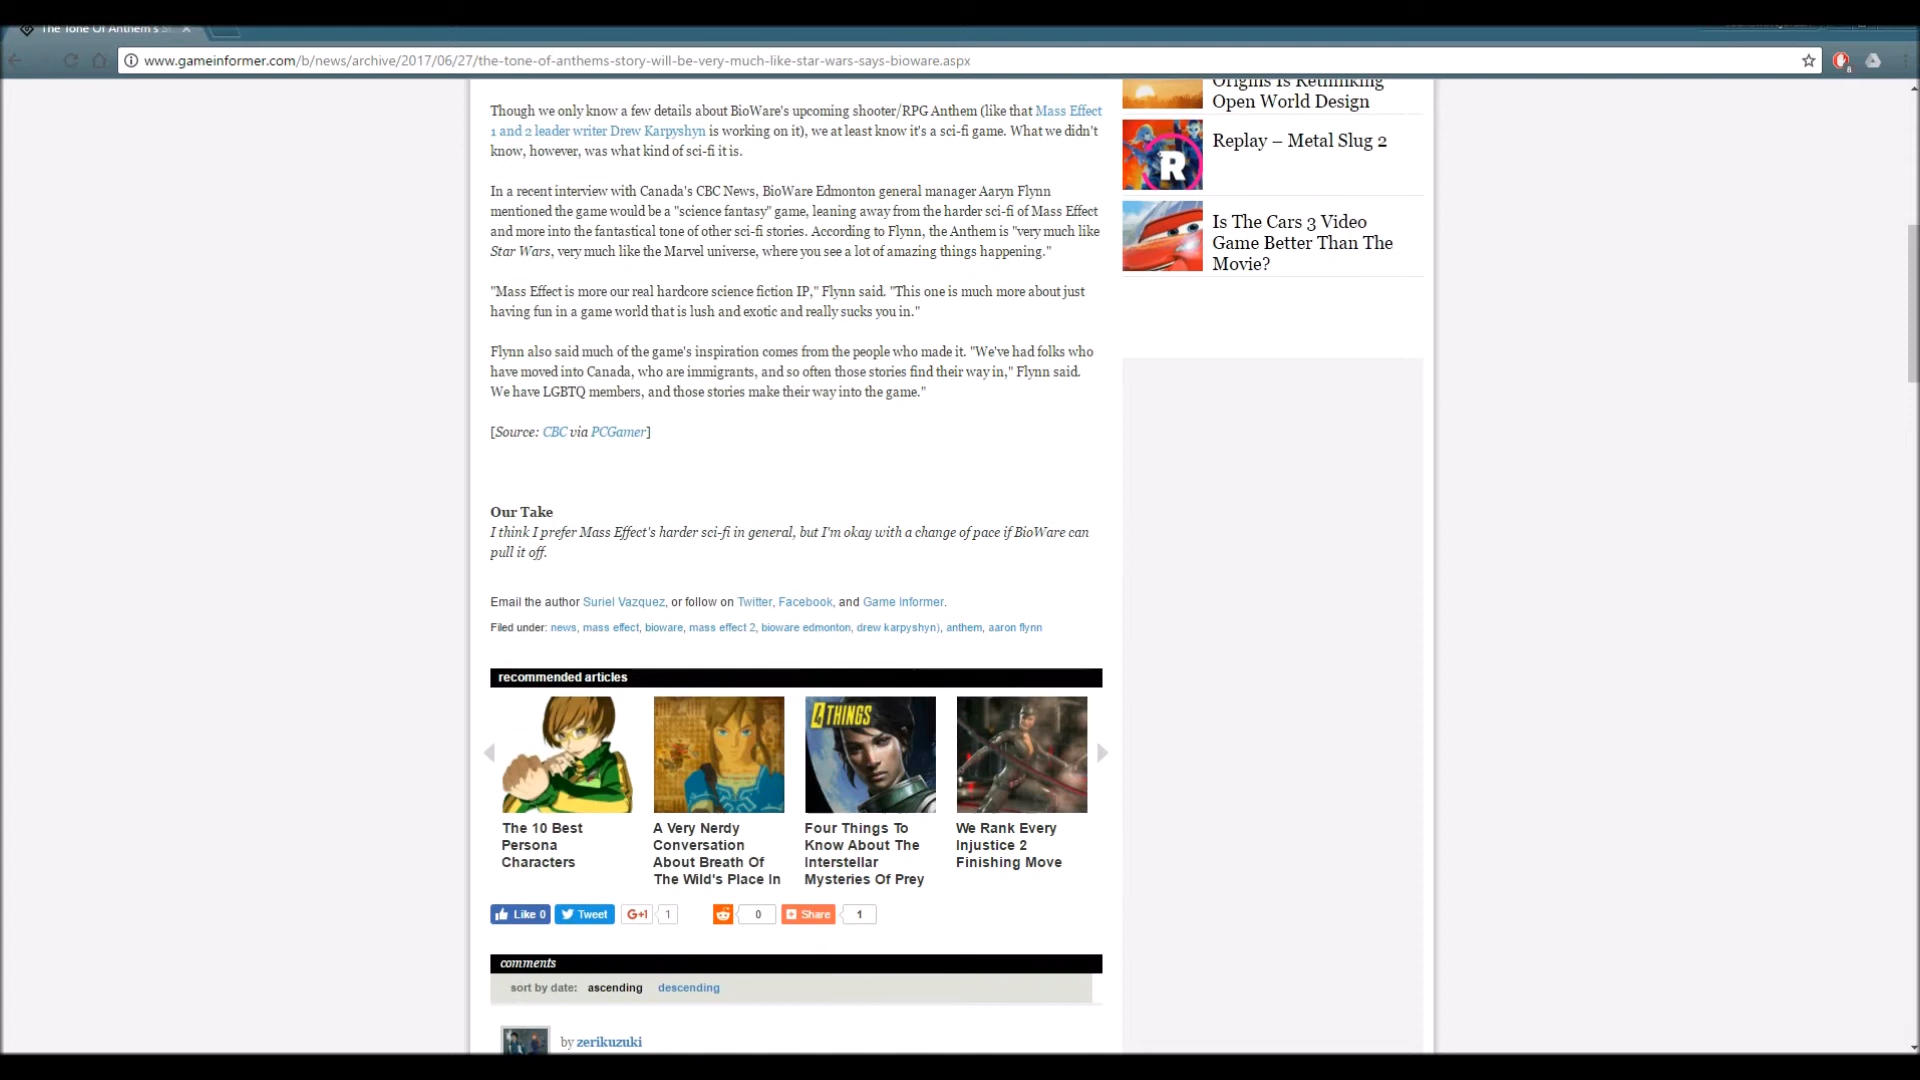 The Tone Of Anthem's
www.gameinformer.com/b/news/archive/2017/06/27/the-tone-of-anthems-story-will-be-very-much-like-star-wars-says-bioware.aspx
Though we only know a few details about BioWare's upcoming shooter/RPG Anthem (like that Mass Effect
1 and 2 leader writer Drew Karpyshyn is working on it), we at least know it's a sci-fi game. What we didn't
know, however, was what kind of sci-fi it is.
In a recent interview with Canada's CBC News, BioWare Edmonton general manager Aaryn Flynn
mentioned the game would be a "science fantasy" game, leaning away from the harder sci-fi of Mass Effect
and more into the fantastical tone of other sci-fi stories. According to Flynn, the Anthem is "very much like
Star Wars, very much like the Marvel universe, where you see a lot of amazing things happening."
"Mass Effect is more our real hardcore science fiction IP," Flynn said. "This one is much more about just
having fun in a game world that is lush and exotic and really sucks you in."
Flynn also said much of the game's inspiration comes from the people who made it. "We've had folks who
have moved into Canada, who are immigrants, and so often those stories find their way in," Flynn said.
We have LGBTQ members, and those stories make their way into the game."
[Source: CBC via PCGamer]
Our Take
I think I prefer Mass Effect's harder sci-fi in general, but I'm okay with a change of pace if BioWare can
pull it off.
Email the author Suriel Vazquez, or follow on Twitter, Facebook, and Game Informer.
Filed under: news, mass effect, bioware, mass effect 2, bioware edmonton, drew karpyshyn), anthem, aaron flynn
recommended articles
4 THINGS
The 10 Best
Persona
Characters
A Very Nerdy
Conversation
About Breath Of
The Wild's Place In
Four Things To
Know About The
Interstellar
Mysteries Of Prey
We Rank Every
Injustice 2
Finishing Move
Like 0 Tweet G+1 1 0 Share 1
comments
sort by date: ascending descending
by zerikuzuki
Origins Is Rethinking
Open World Design
R
Replay – Metal Slug 2
Is The Cars 3 Video
Game Better Than The
Movie?
8